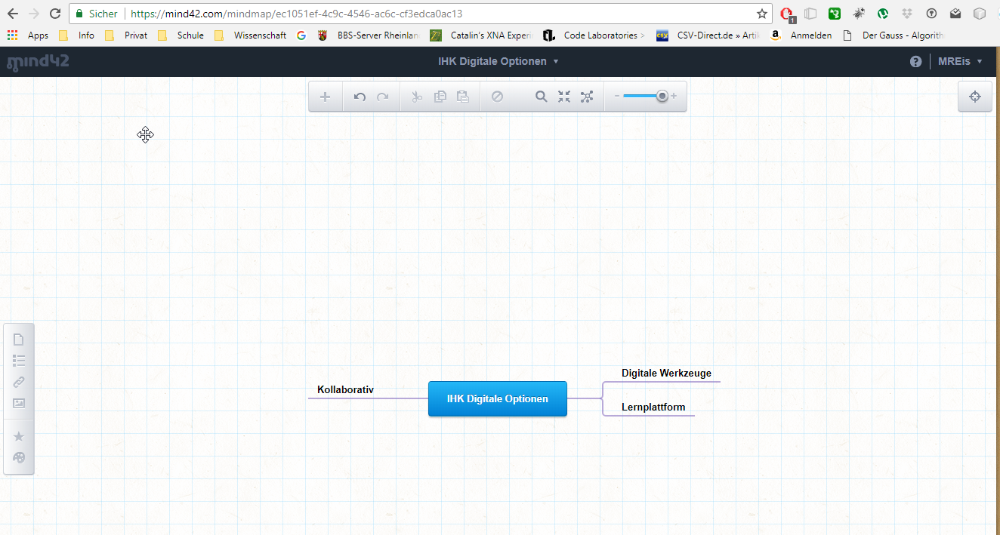 Sicher https://mind42.com/mindmap/ec1051ef-4c9c-4546-ac6c-cf3edca0ac13
1
Apps Info Privat Schule Wissenschaft BBS-Server Rheinlan Catalin's XNA Experi Code Laboratories > CSV-Direct.de » Artik Anmelden Der Gauss - Algorith
mind42 IHK Digitale Optionen MREis
Digitale Werkzeuge
Kollaborativ IHK Digitale Optionen
Lernplattform